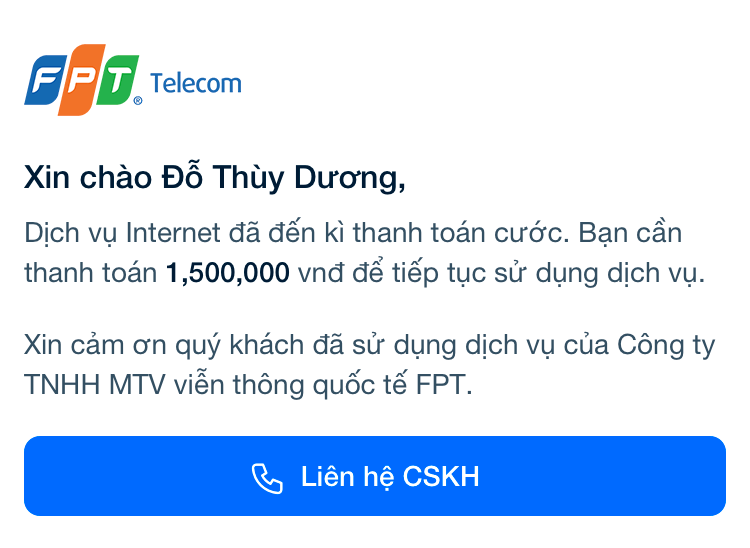 FPT® Telecom
Xin chào Đỗ Thùy Dương,
Dịch vụ Internet đã đến kì thanh toán cước. Bạn cần
thanh toán 1,500,000 vnđ để tiếp tục sử dụng dịch vụ.
Xin cảm ơn quý khách đã sử dụng dịch vụ của Công ty
TNHH MTV viễn thông quốc tế FPT.
Liên hệ CSKH